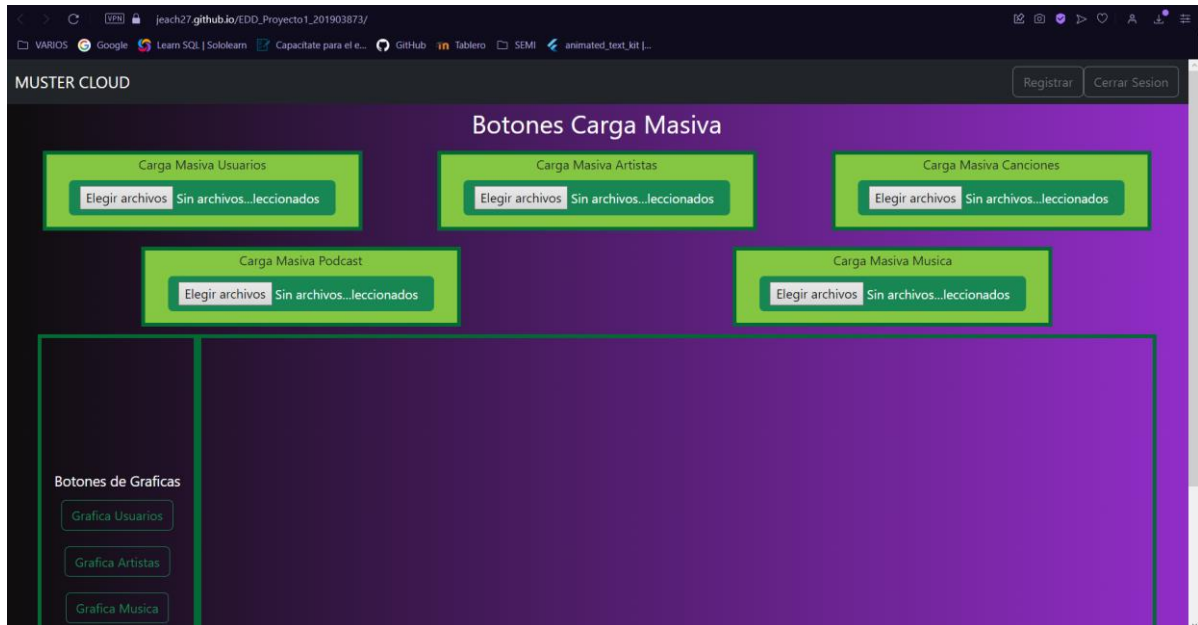 VPN jeach27.github.io/EDD_Proyecto1_201903873/
VARIOS Google Learn SQL | Sololearn Capacítate para el e... GitHub Tablero SEMI animated_text_kit |...
MUSTER CLOUD Registrar Cerrar Sesion
Botones Carga Masiva
Carga Masiva Usuarios Carga Masiva Artistas Carga Masiva Canciones
Elegir archivos Sin archivos...leccionados Elegir archivos Sin archivos...leccionados Elegir archivos Sin archivos...leccionados
Carga Masiva Podcast Carga Masiva Musica
Elegir archivos Sin archivos...leccionados Elegir archivos Sin archivos...leccionados
Botones de Graficas
Grafica Usuarios
Grafica Artistas
Grafica Musica